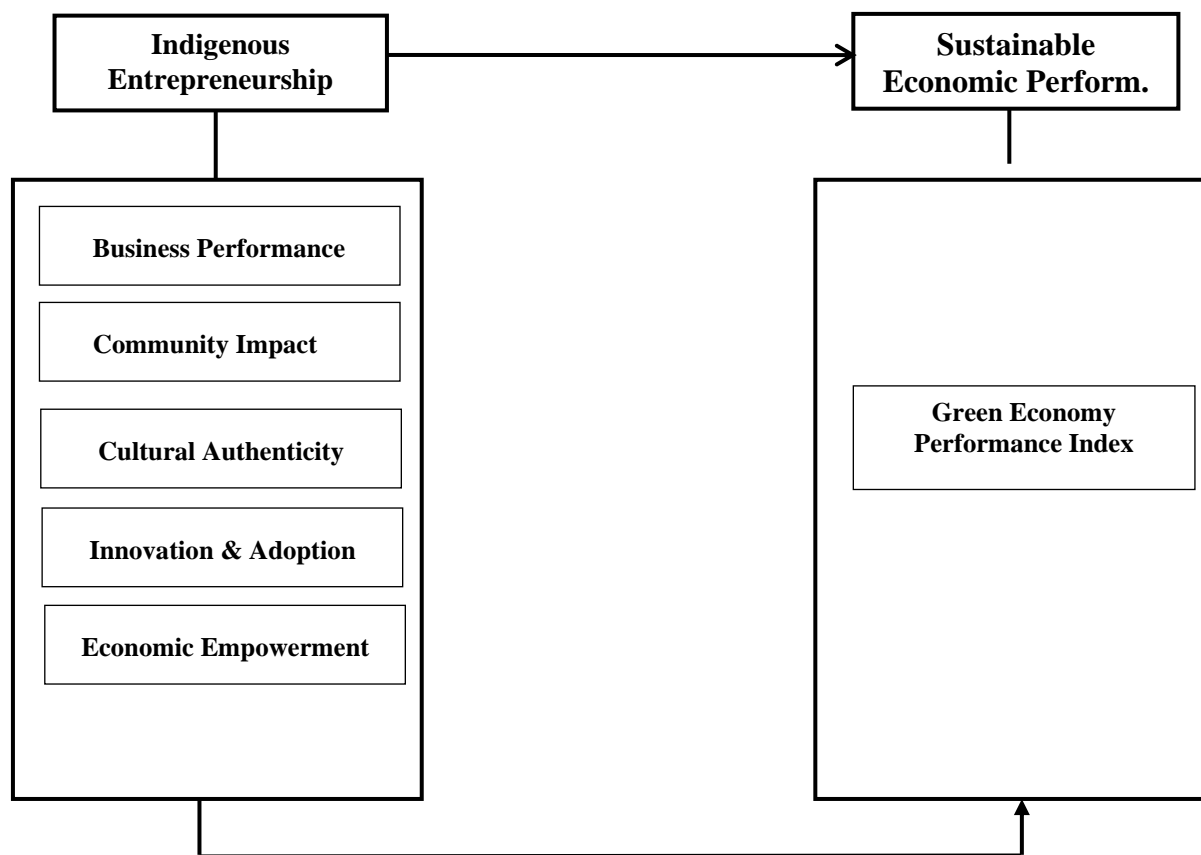 Indigenous
Entrepreneurship
Sustainable
Economic Perform.
Business Performance
Community Impact
Cultural Authenticity
Innovation & Adoption
Economic Empowerment
Green Economy
Performance Index